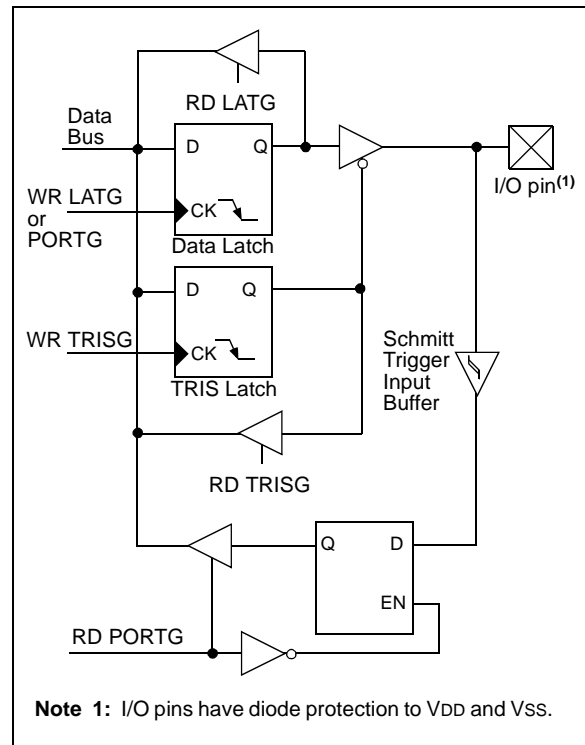 RD LATG
Data
Bus
D
Q
I/O pin(1)
WR LATG
or
PORTG
CK
Data Latch
D
Q
WR TRISG
CK
TRIS Latch
Schmitt
Trigger
Input
Buffer
RD TRISG
Q
D
EN
RD PORTG
Note 1: I/O pins have diode protection to VDD and VSS.